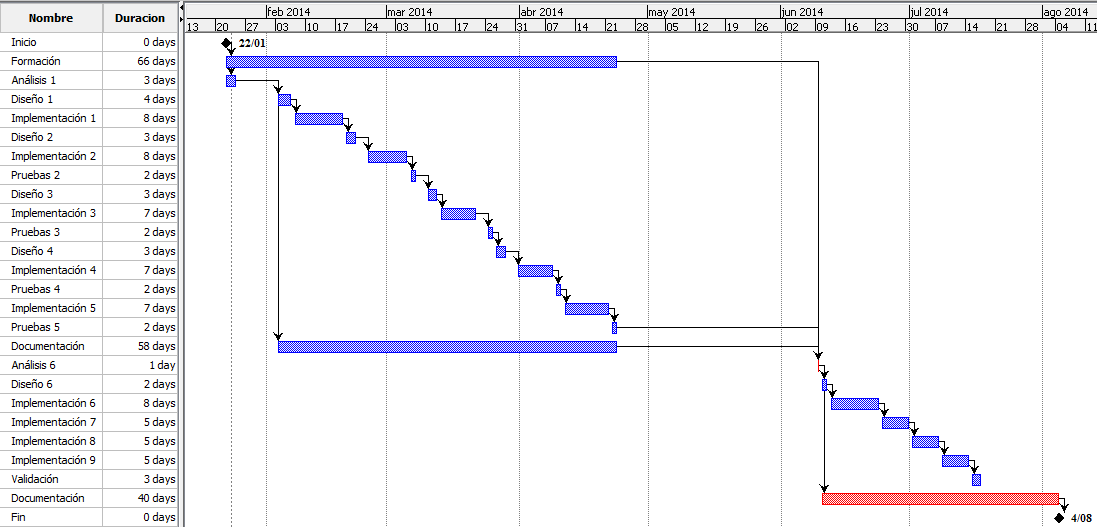 Nombre Duracion
feb 2014 mar 2014 abr 2014 may 2014 jun 2014 jul 2014 ago 2014
13 20 27 03 10 17 24 03 10 17 24 31 07 14 21 28 05 12 19 26 02 09 16 23 30 07 14 21 28 04 11
Inicio 0 days 22/01
Formación 66 days
Análisis 1 3 days
Diseño 1 4 days
Implementación 1 8 days
Diseño 2 3 days
Implementación 2 8 days
Pruebas 2 2 days
Diseño 3 3 days
Implementación 3 7 days
Pruebas 3 2 days
Diseño 4 3 days
Implementación 4 7 days
Pruebas 4 2 days
Implementación 5 7 days
Pruebas 5 2 days
Documentación 58 days
Análisis 6 1 day
Diseño 6 2 days
Implementación 6 8 days
Implementación 7 5 days
Implementación 8 5 days
Implementación 9 5 days
Validación 3 days
Documentación 40 days
Fin 0 days 4/08